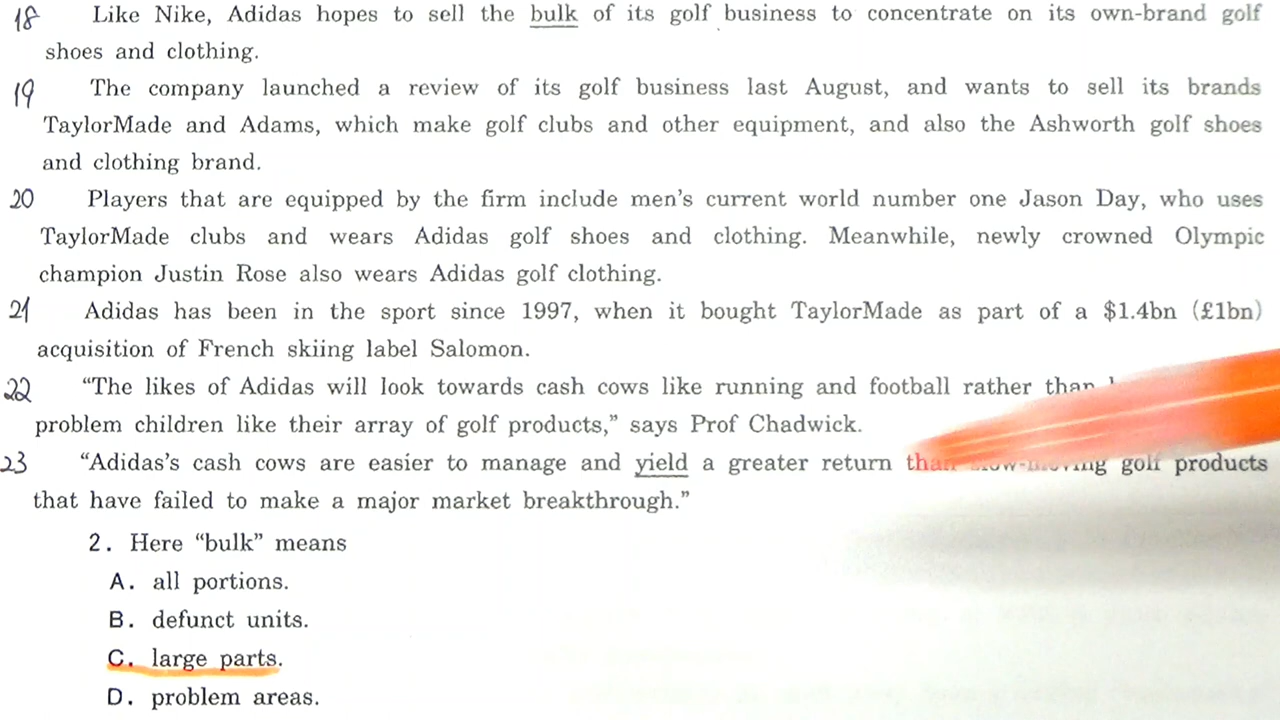 18 Like Nike, Adidas hopes to sell the bulk of its golf business to concentrate on its own-brand golf
shoes and clothing.
19 The company launched a review of its golf business last August, and wants to sell its brands
TaylorMade and Adams, which make golf clubs and other equipment, and also the Ashworth golf shoes
and clothing brand.
20 Players that are equipped by the firm include men's current world number one Jason Day, who uses
TaylorMade clubs and wears Adidas golf shoes and clothing. Meanwhile, newly crowned Olympic
champion Justin Rose also wears Adidas golf clothing.
21 Adidas has been in the sport since 1997, when it bought TaylorMade as part of a $1.4bn (£1bn)
acquisition of French skiing label Salomon.
22 “The likes of Adidas will look towards cash cows like running and football rather than
problem children like their array of golf products,” says Prof Chadwick.
23 “Adidas's cash cows are easier to manage and yield a greater return than slow-moving golf products
that have failed to make a major market breakthrough.”
2. Here “bulk” means
A. all portions.
B. defunct units.
C. large parts.
D. problem areas.